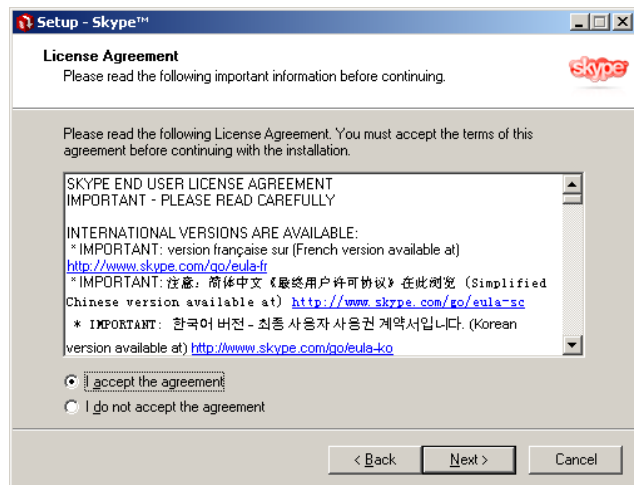 Setup - Skype™
License Agreement
Please read the following important information before continuing.
skype
Please read the following License Agreement. You must accept the terms of this
agreement before continuing with the installation.
SKYPE END USER LICENSE AGREEMENT
IMPORTANT - PLEASE READ CAREFULLY
INTERNATIONAL VERSIONS ARE AVAILABLE:
*IMPORTANT: version française sur (French version available at)
http://www.skype.com/go/eula-fr
*IMPORTANT: 注意：简体中文《最终用户许可协议》在此浏览 (Simplified
Chinese version available at) http://www.skype.com/go/eula-sc
* IMPORTANT: 한국어 버전 - 최종 사용자 사용권 계약서입니다. (Korean
version available at) http://www.skype.com/go/eula-ko
I accept the agreement
I do not accept the agreement
< Back
Next >
Cancel